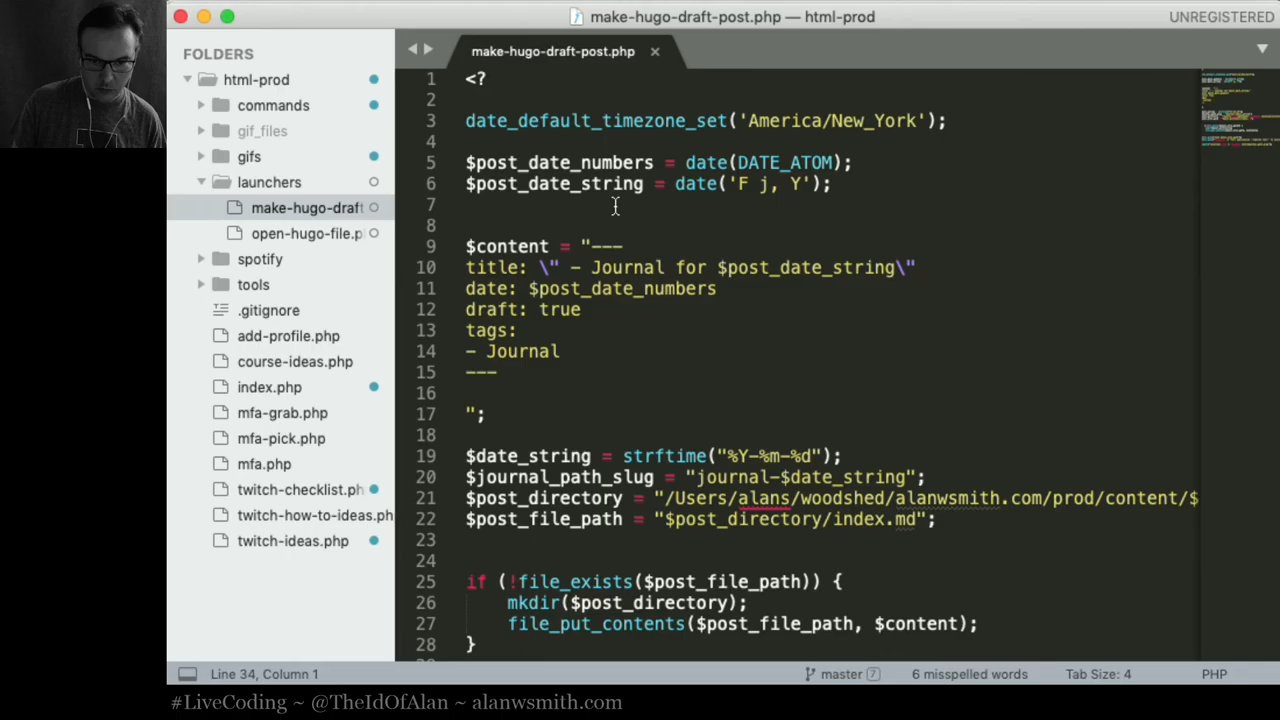 make-hugo-draft-post.php — html-prod
UNREGISTERED
FOLDERS
html-prod
commands
gif_files
gifs
launchers
make-hugo-draft
open-hugo-file.p
spotify
tools
.gitignore
add-profile.php
course-ideas.php
index.php
mfa-grab.php
mfa-pick.php
mfa.php
twitch-checklist.ph
twitch-how-to-ideas.php
twitch-ideas.php
make-hugo-draft-post.php ×
1 <?
2
3 date_default_timezone_set('America/New_York');
4
5 $post_date_numbers = date(DATE_ATOM);
6 $post_date_string = date('F j, Y');
7
8
9 $content = "---
10 title: \" - Journal for $post_date_string\"
11 date: $post_date_numbers
12 draft: true
13 tags:
14 - Journal
15 ---
16
17 ";
18
19 $date_string = strftime("%Y-%m-%d");
20 $journal_path_slug = "journal-$date_string";
21 $post_directory = "/Users/alans/woodshed/alanwsmith.com/prod/content/$
22 $post_file_path = "$post_directory/index.md";
23
24
25 if (!file_exists($post_file_path)) {
26 mkdir($post_directory);
27 file_put_contents($post_file_path, $content);
28 }
Line 34, Column 1
master 7
6 misspelled words
Tab Size: 4
PHP
#LiveCoding ~ @TheIdOfAlan ~ alanwsmith.com